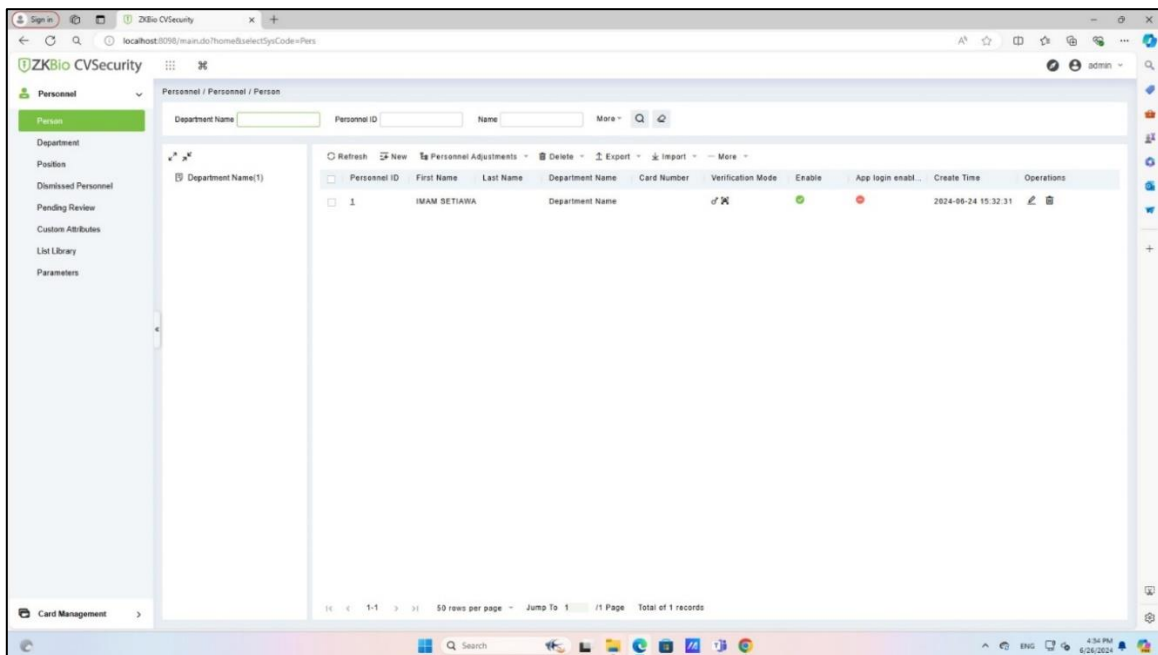 Sign in
ZKBio CVSecurity
localhost:8098/main.do?home&selectSysCode=Pers
ZKBio CVSecurity
admin
Personnel
Personnel / Personnel / Person
Person
Department Name
Personnel ID
Name
More
Department
Position
Dismissed Personnel
Pending Review
Custom Attributes
List Library
Parameters
Department Name(1)
Refresh New Personnel Adjustments Delete Export Import More
Personnel ID First Name Last Name Department Name Card Number Verification Mode Enable App login enabl... Create Time Operations
1 IMAM SETIAWA Department Name 2024-06-24 15:32:31
Card Management
1-1 50 rows per page Jump To 1 /1 Page Total of 1 records
Search
ENG
4:34 PM
6/26/2024